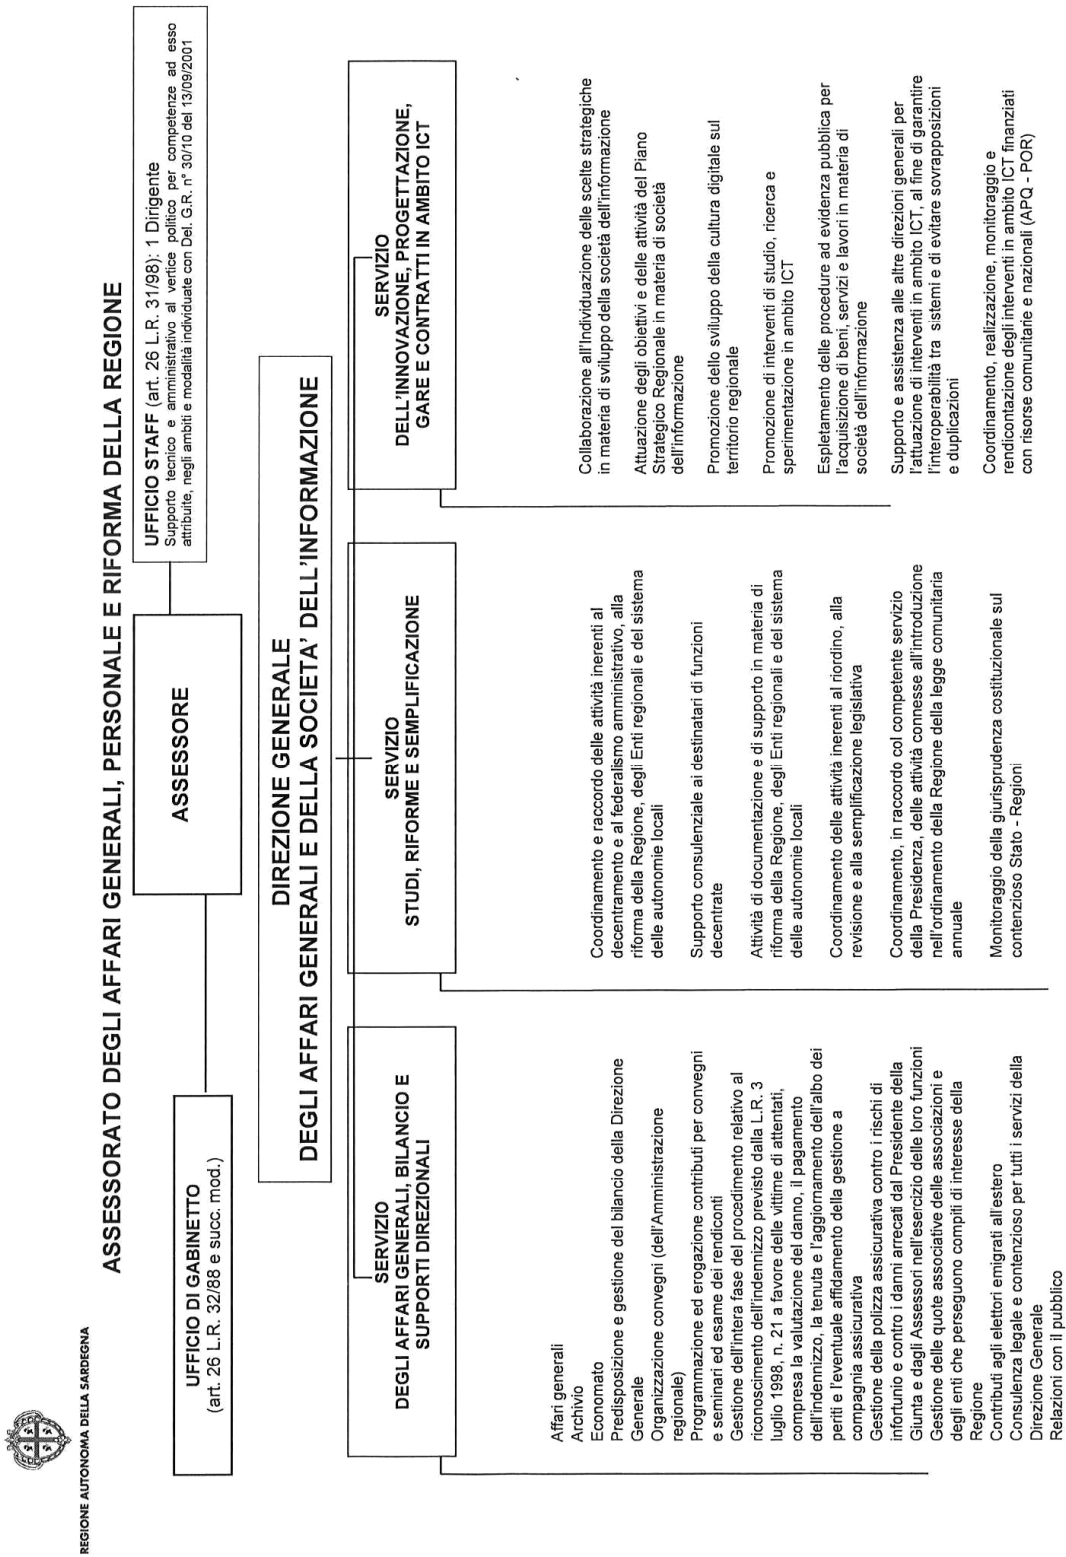 REGIONE AUTONOMA DELLA SARDEGNA
ASSESSORATO DEGLI AFFARI GENERALI, PERSONALE E RIFORMA DELLA REGIONE
UFFICIO DI GABINETTO
(art. 26 L.R. 32/88 e succ. mod.)
ASSESSORE
UFFICIO STAFF (art. 26 L.R. 31/98): 1 Dirigente
Supporto tecnico e amministrativo al vertice politico per competenze ad esso
attribuite, negli ambiti e modalità individuate con Del. G.R. n° 30/10 del 13/09/2001
DIREZIONE GENERALE
DEGLI AFFARI GENERALI E DELLA SOCIETA' DELL'INFORMAZIONE
SERVIZIO
DEGLI AFFARI GENERALI, BILANCIO E
SUPPORTI DIREZIONALI
Affari generali
Archivio
Economato
Predisposizione e gestione del bilancio della Direzione
Generale
Organizzazione convegni (dell'Amministrazione
regionale)
Programmazione ed erogazione contributi per convegni
e seminari ed esame dei rendiconti
Gestione dell'intera fase del procedimento relativo al
riconoscimento dell'indennizzo previsto dalla L.R. 3
luglio 1998, n. 21 a favore delle vittime di attentati,
compresa la valutazione del danno, il pagamento
dell'indennizzo, la tenuta e l'aggiornamento dell'albo dei
periti e l'eventuale affidamento della gestione a
compagnia assicurativa
Gestione della polizza assicurativa contro i rischi di
infortunio e contro i danni arrecati dal Presidente della
Giunta e dagli Assessori nell'esercizio delle loro funzioni
Gestione delle quote associative delle associazioni e
degli enti che perseguono compiti di interesse della
Regione
Contributi agli elettori emigrati all'estero
Consulenza legale e contenzioso per tutti i servizi della
Direzione Generale
Relazioni con il pubblico
SERVIZIO
STUDI, RIFORME E SEMPLIFICAZIONE
Coordinamento e raccordo delle attività inerenti al
decentramento e al federalismo amministrativo, alla
riforma della Regione, degli Enti regionali e del sistema
delle autonomie locali
Supporto consulenziale ai destinatari di funzioni
decentrate
Attività di documentazione e di supporto in materia di
riforma della Regione, degli Enti regionali e del sistema
delle autonomie locali
Coordinamento delle attività inerenti al riordino, alla
revisione e alla semplificazione legislativa
Coordinamento, in raccordo col competente servizio
della Presidenza, delle attività connesse all'introduzione
nell'ordinamento della Regione della legge comunitaria
annuale
Monitoraggio della giurisprudenza costituzionale sul
contenzioso Stato - Regioni
SERVIZIO
DELL'INNOVAZIONE, PROGETTAZIONE,
GARE E CONTRATTI IN AMBITO ICT
Collaborazione all'Individuazione delle scelte strategiche
in materia di sviluppo della società dell'informazione
Attuazione degli obiettivi e delle attività del Piano
Strategico Regionale in materia di società
dell'informazione
Promozione dello sviluppo della cultura digitale sul
territorio regionale
Promozione di interventi di studio, ricerca e
sperimentazione in ambito ICT
Espletamento delle procedure ad evidenza pubblica per
l'acquisizione di beni, servizi e lavori in materia di
società dell'informazione
Supporto e assistenza alle altre direzioni generali per
l'attuazione di interventi in ambito ICT, al fine di garantire
l'interoperabilità tra sistemi e di evitare sovrapposizioni
e duplicazioni
Coordinamento, realizzazione, monitoraggio e
rendicontazione degli interventi in ambito ICT finanziati
con risorse comunitarie e nazionali (APQ - POR)